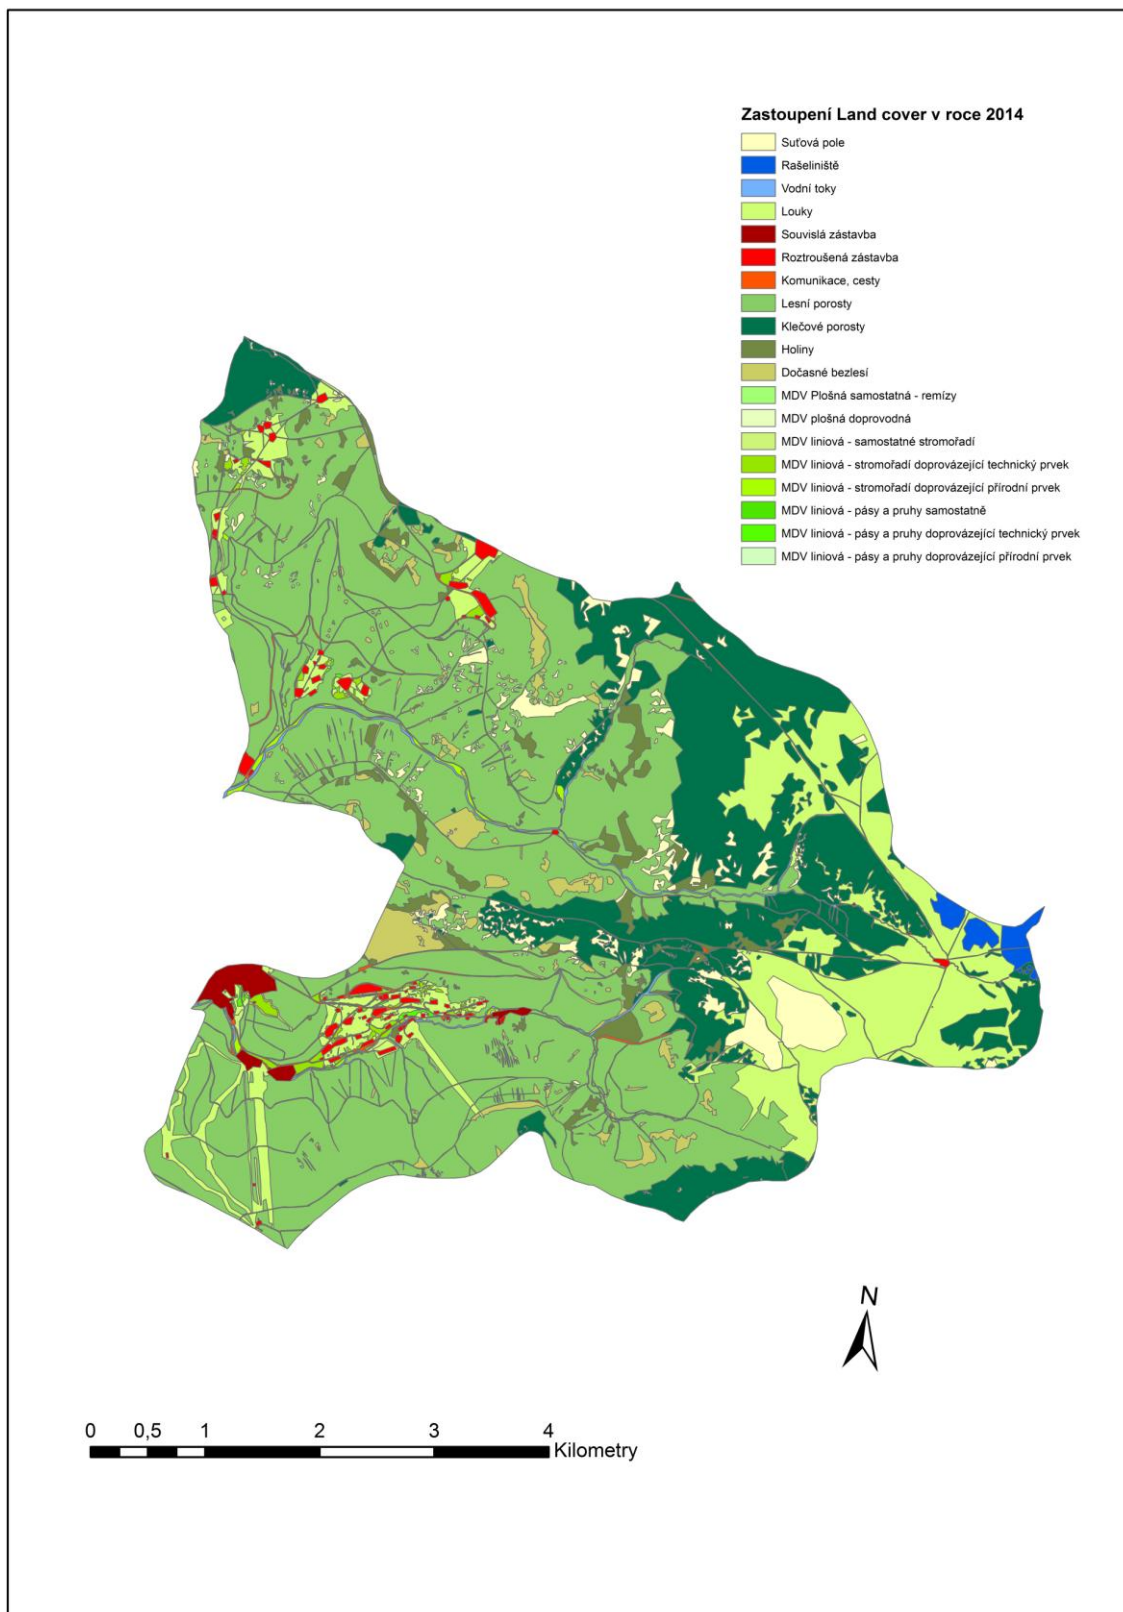 Zastoupení Land cover v roce 2014
Suťová pole
Rašeliniště
Vodní toky
Louky
Souvislá zástavba
Roztroušená zástavba
Komunikace, cesty
Lesní porosty
Klečové porosty
Holiny
Dočasné bezlesí
MDV Plošná samostatná - remízy
MDV plošná doprovodná
MDV liniová - samostatné stromořadí
MDV liniová - stromořadí doprovázející technický prvek
MDV liniová - stromořadí doprovázející přírodní prvek
MDV liniová - pásy a pruhy samostatně
MDV liniová - pásy a pruhy doprovázející technický prvek
MDV liniová - pásy a pruhy doprovázející přírodní prvek
N
0 0,5 1 2 3 4
Kilometry